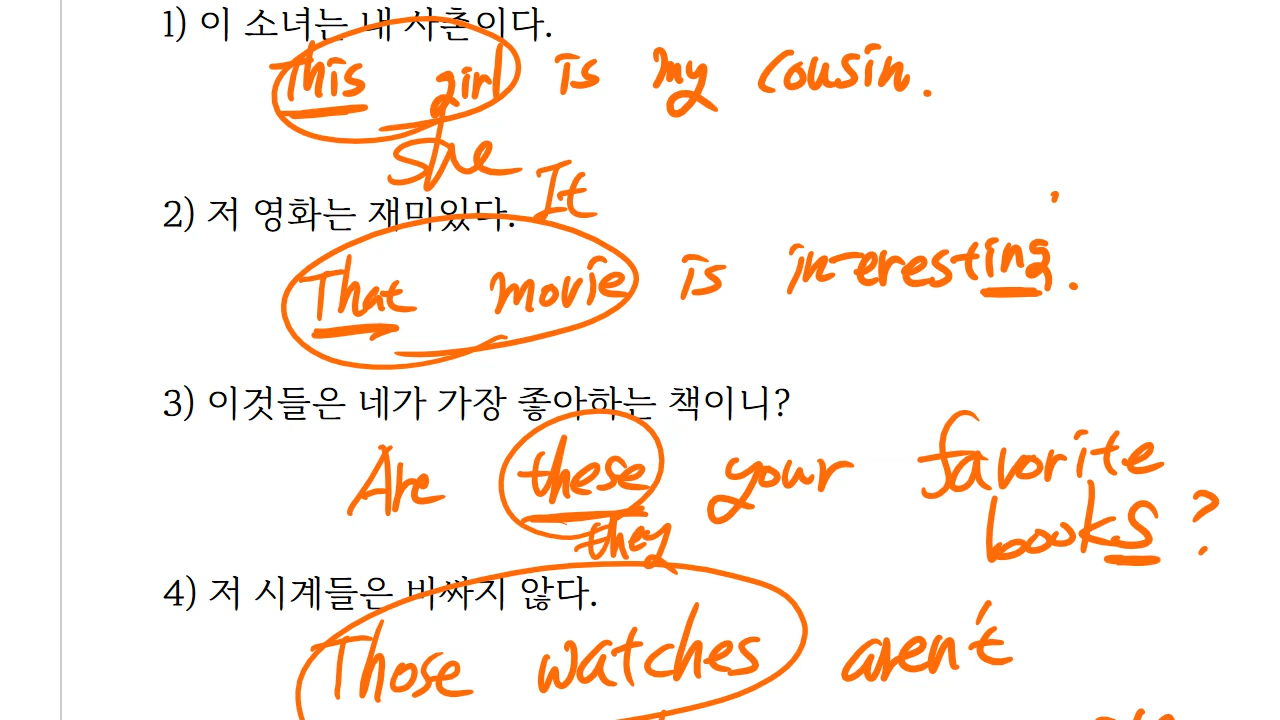 1) 이 소녀는 내 사촌이다.
This girl is my cousin.
She
2) 저 영화는 재미있다.
It
That movie is interesting.
3) 이것들은 네가 가장 좋아하는 책이니?
Are these your favorite
they
books?
4) 저 시계들은 비싸지 않다.
Those watches aren't